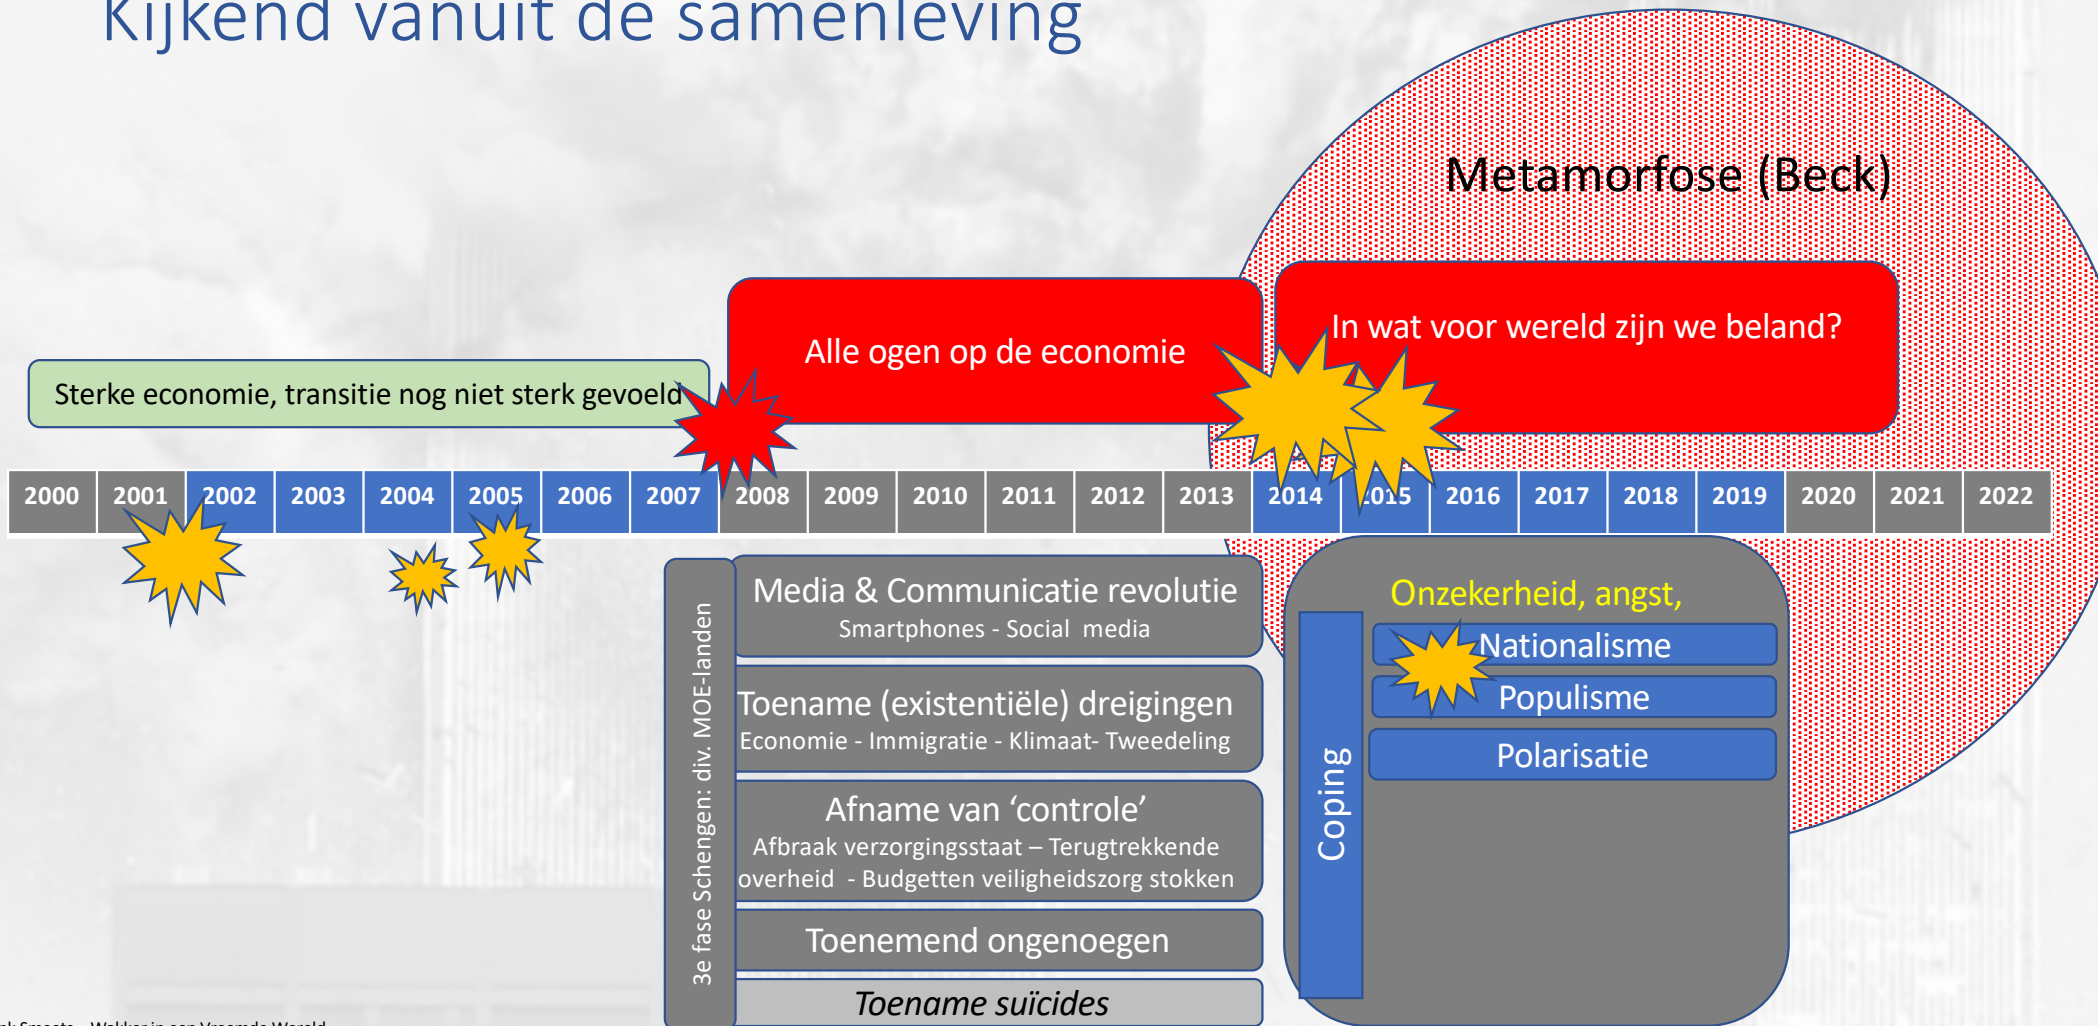 Kijkend vanuit de samenleving
Metamorfose (Beck)
In wat voor wereld zijn we beland?
Alle ogen op de economie
Sterke economie, transitie nog niet sterk gevoeld
2000 2001 2002 2003 2004 2005 2006 2007 2008 2009 2010 2011 2012 2013 2014 2015 2016 2017 2018 2019 2020 2021 2022
3e fase Schengen: div. MOE-landen
Media & Communicatie revolutie
Smartphones - Social media
Toename (existentiële) dreigingen
Economie - Immigratie - Klimaat- Tweedeling
Afname van ‘controle’
Afbraak verzorgingsstaat – Terugtrekkende
overheid - Budgetten veiligheidszorg stokken
Toenemend ongenoegen
Toename suïcides
Onzekerheid, angst,
Coping
Nationalisme
Populisme
Polarisatie